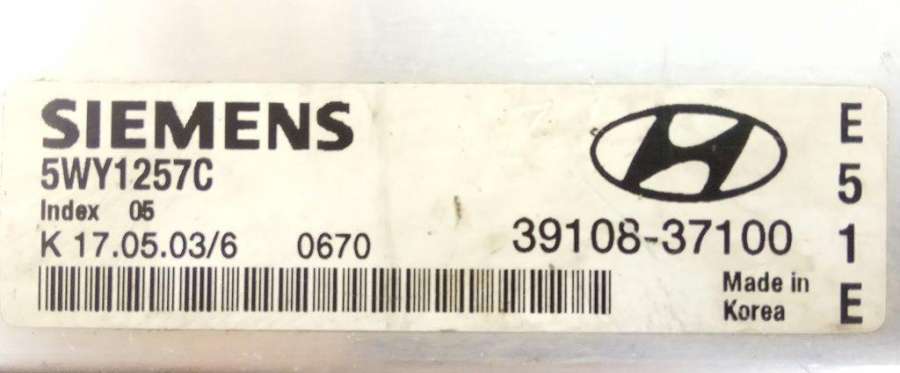 SIEMENS
5WY1257C
Index 05
K 17.05.03/6 0670
39108-37100
Made in
Korea
E
5
1
E